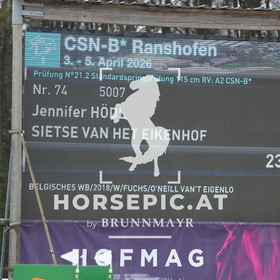 CSN-B* Ranshofen
3. - 5. April 2026
Prüfung N°21.2 Standardspringprüfung 115 cm RV: A2 CSN-B*
Nr. 74 5007
Jennifer HÖDL
SIETSE VAN HET EIKENHOF
23
BELGISCHES WB/2018/W/FUCHS/O'NEILL VAN'T EIGENLO
HORSEPIC.AT
by BRUNNMAYR
HOFMAG